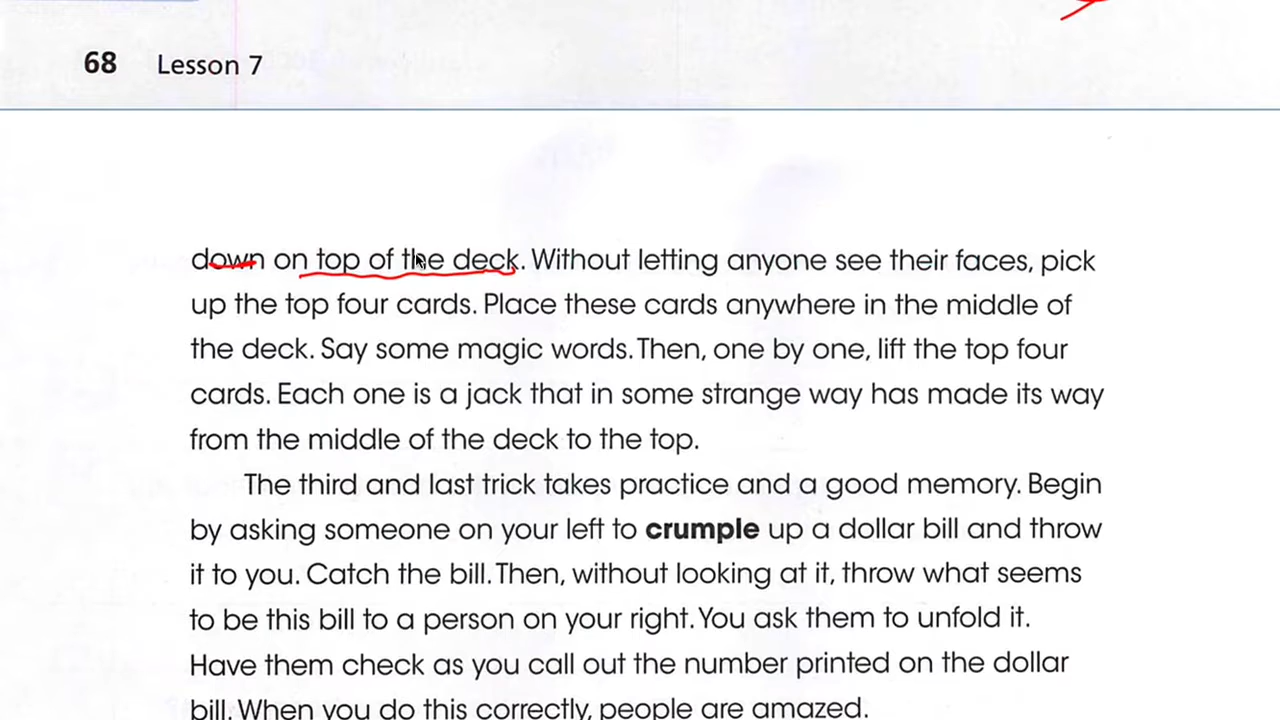 68 Lesson 7
down on top of the deck. Without letting anyone see their faces, pick
up the top four cards. Place these cards anywhere in the middle of
the deck. Say some magic words. Then, one by one, lift the top four
cards. Each one is a jack that in some strange way has made its way
from the middle of the deck to the top.
The third and last trick takes practice and a good memory. Begin
by asking someone on your left to crumple up a dollar bill and throw
it to you. Catch the bill. Then, without looking at it, throw what seems
to be this bill to a person on your right. You ask them to unfold it.
Have them check as you call out the number printed on the dollar
bill. When you do this correctly, people are amazed.